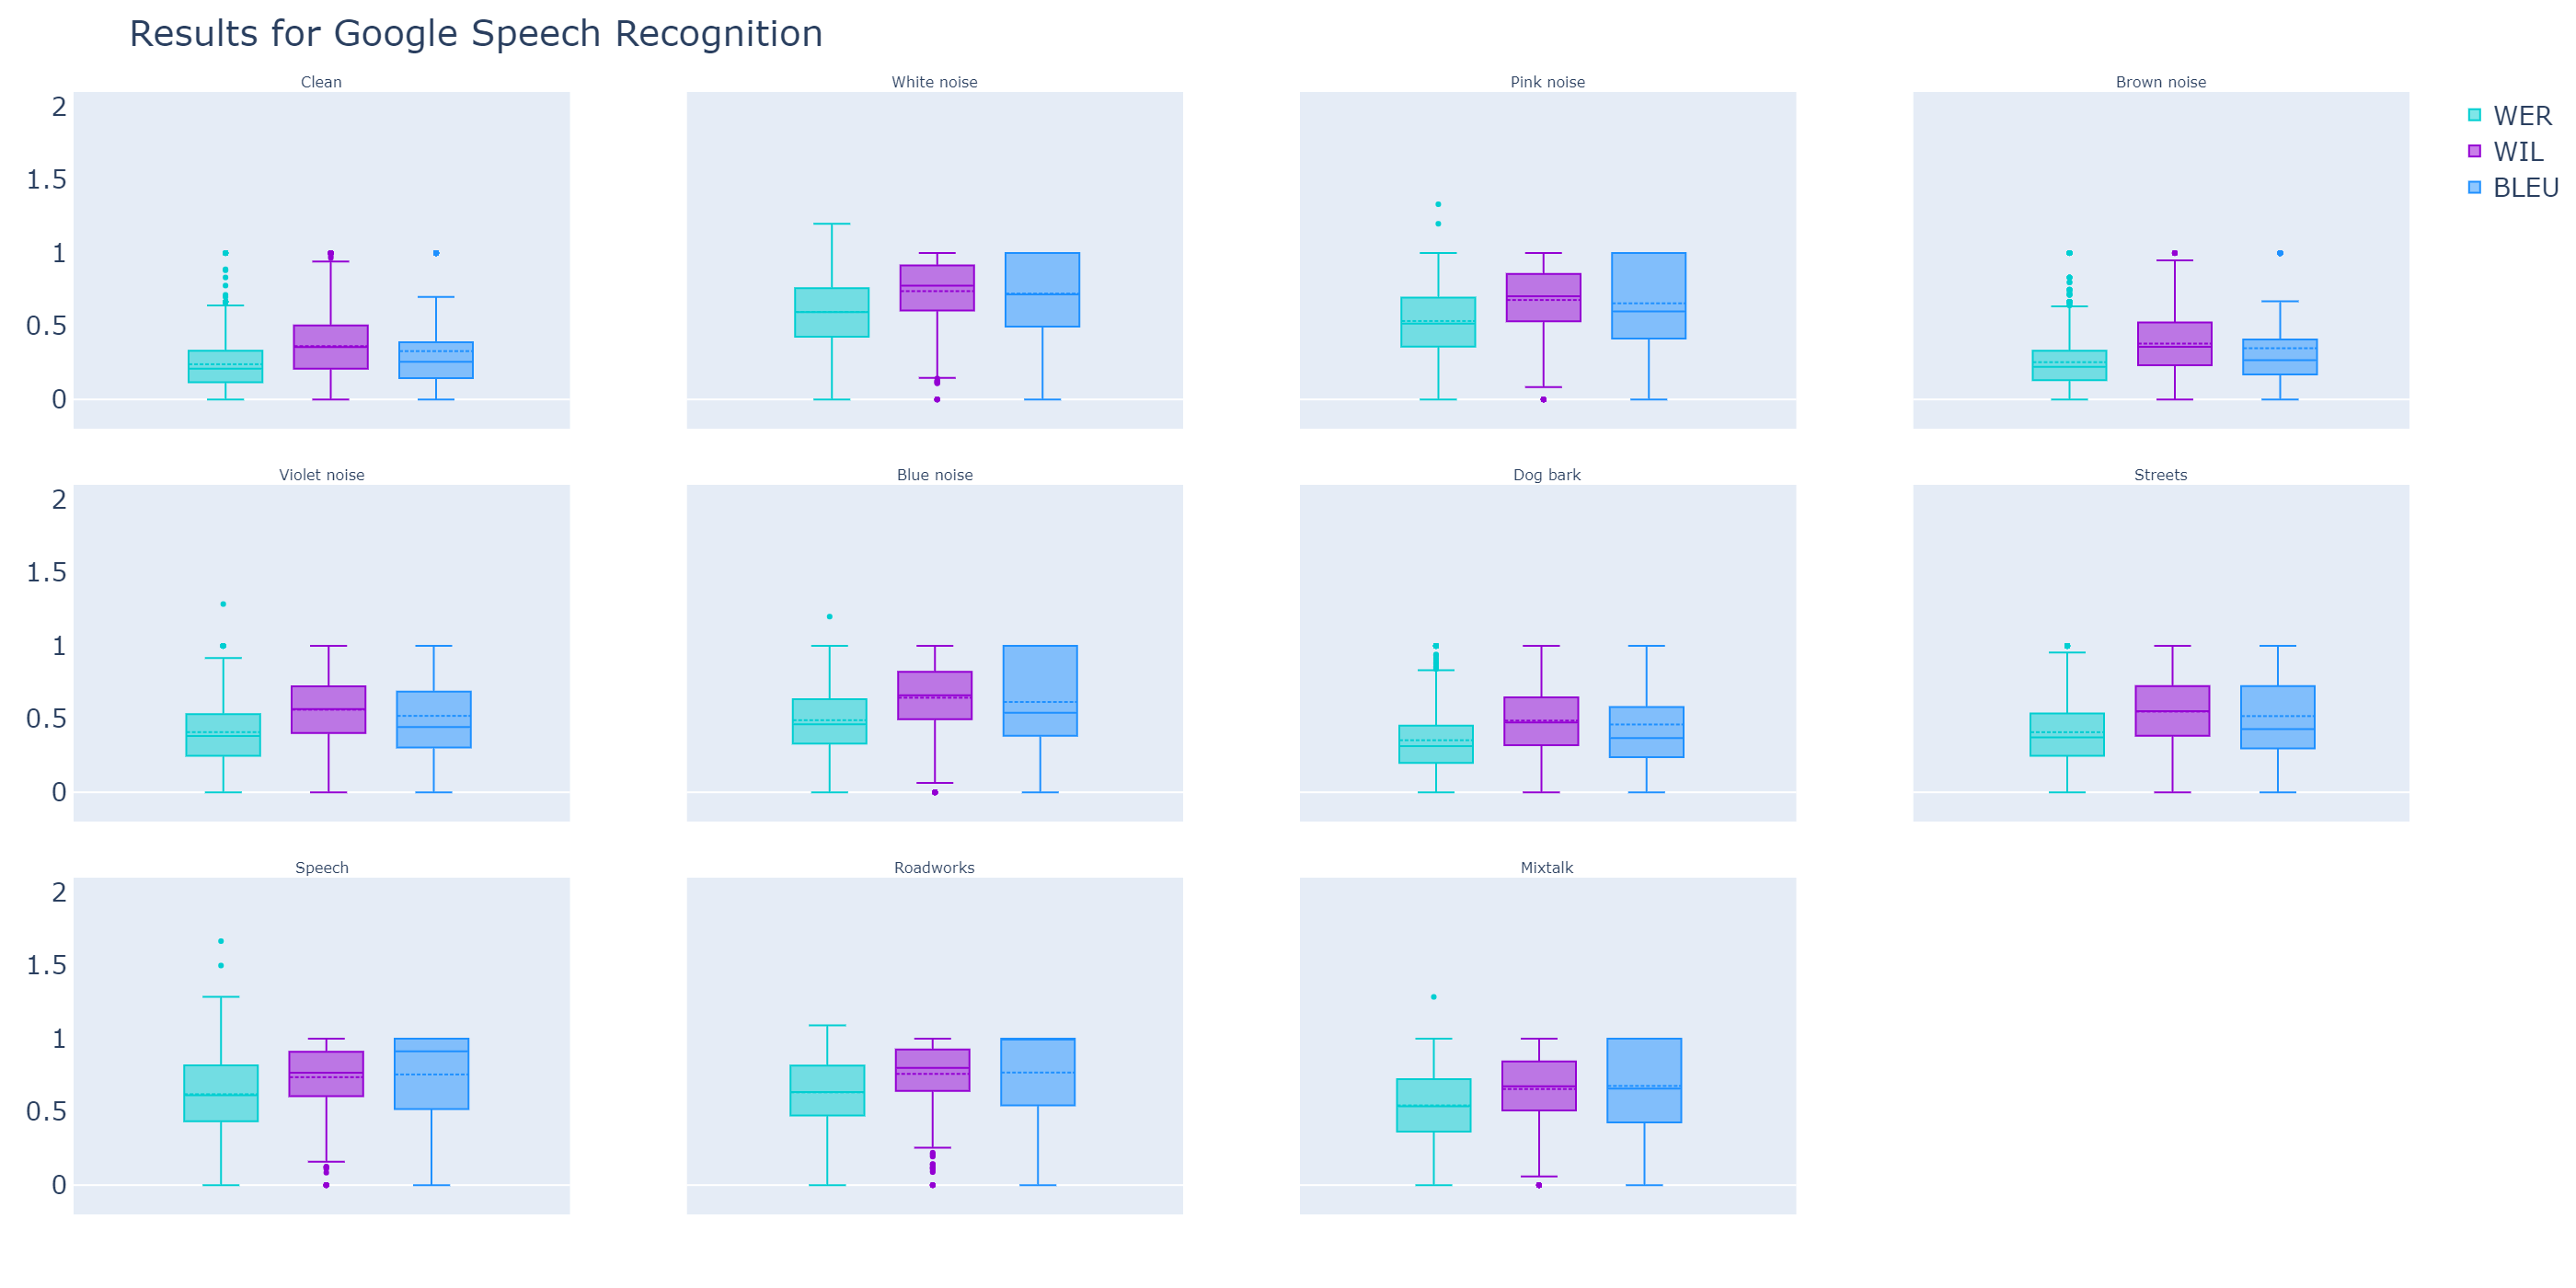 Results for Google Speech Recognition
Clean
White noise
Pink noise
Brown noise
2
1.5
1
0.5
0
WER
WIL
BLEU
Violet noise
Blue noise
Dog bark
Streets
2
1.5
1
0.5
0
Speech
Roadworks
Mixtalk
2
1.5
1
0.5
0